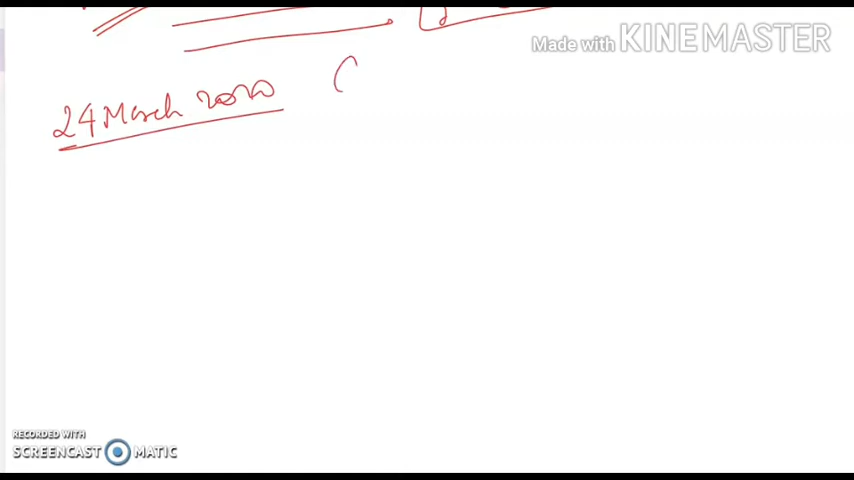 Made with KINEMASTER
24 March 2020
RECORDED WITH
SCREENCAST MATIC